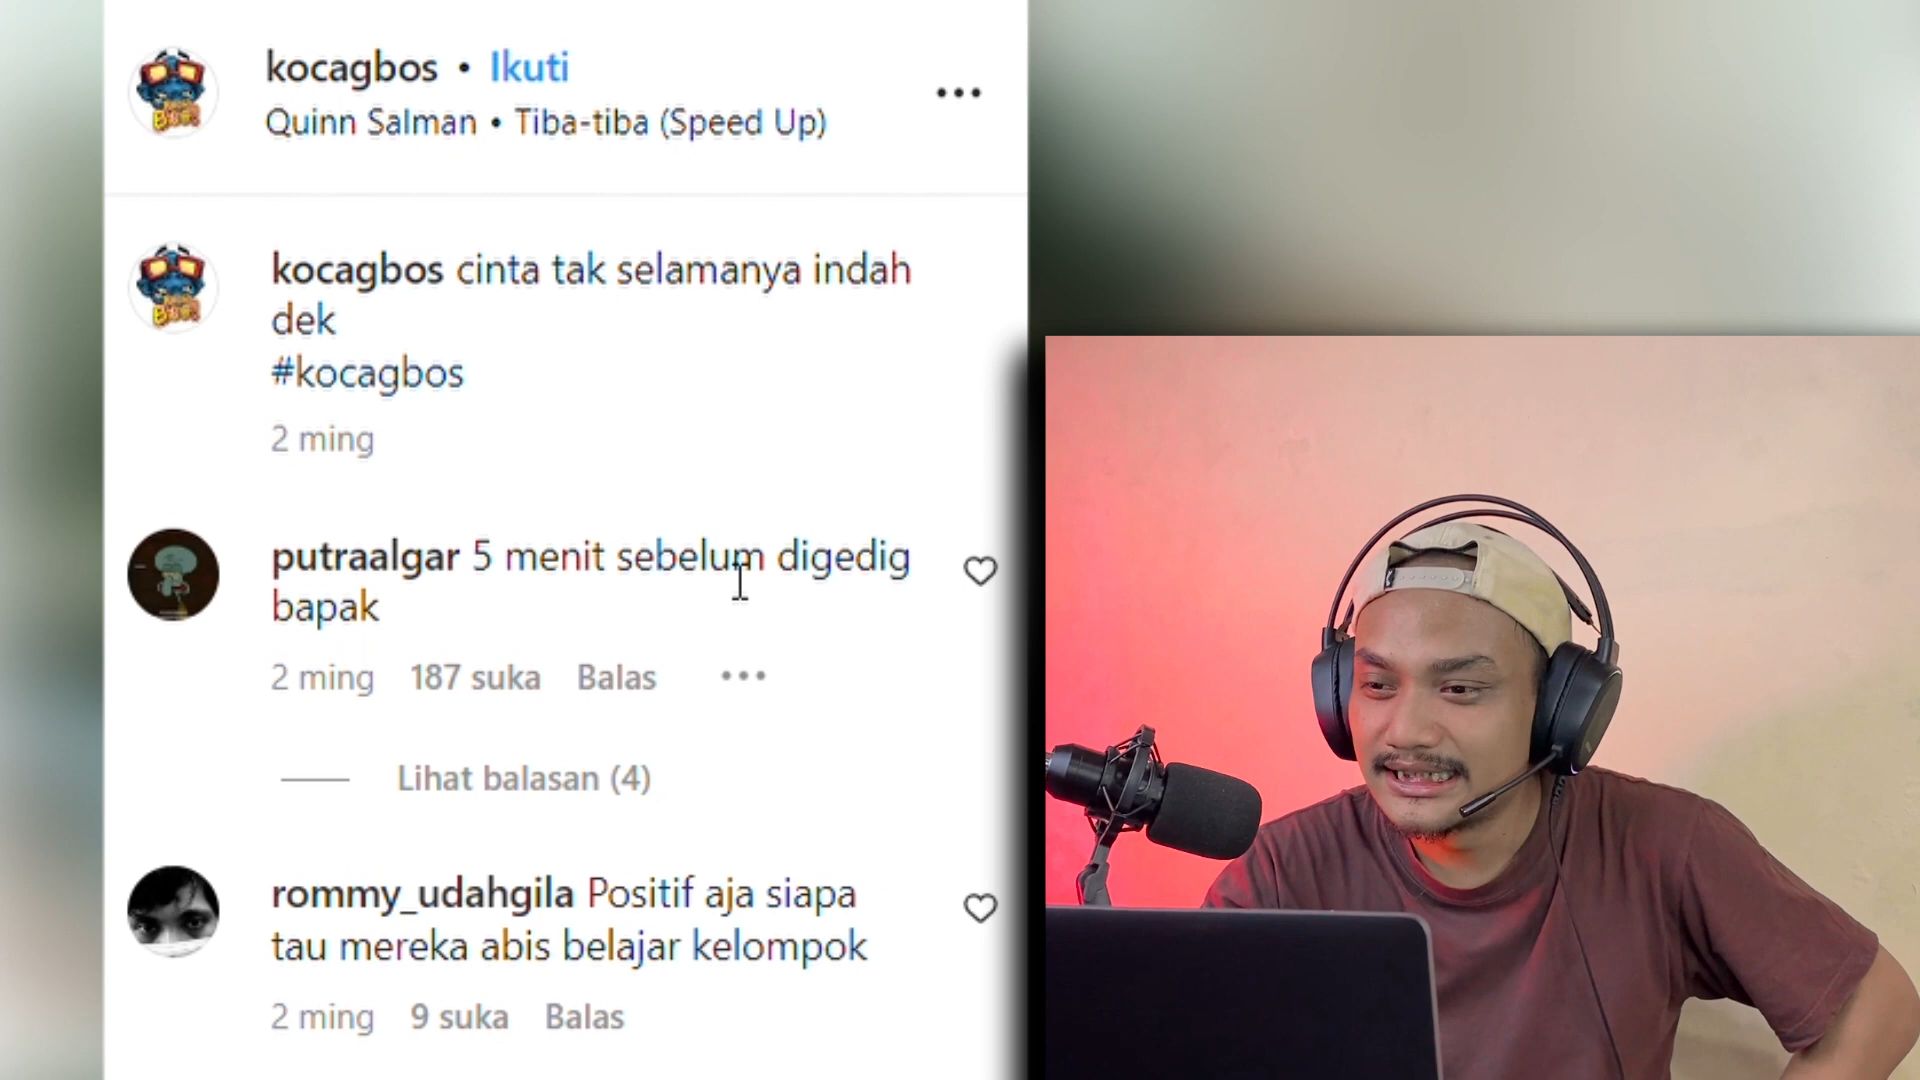 kocagbos • Ikuti
Quinn Salman • Tiba-tiba (Speed Up)
kocagbos cinta tak selamanya indah
dek
#kocagbos
2 ming
putraalgar 5 menit sebelum digedig
bapak
2 ming 187 suka Balas
Lihat balasan (4)
rommy_udahgila Positif aja siapa
tau mereka abis belajar kelompok
2 ming 9 suka Balas